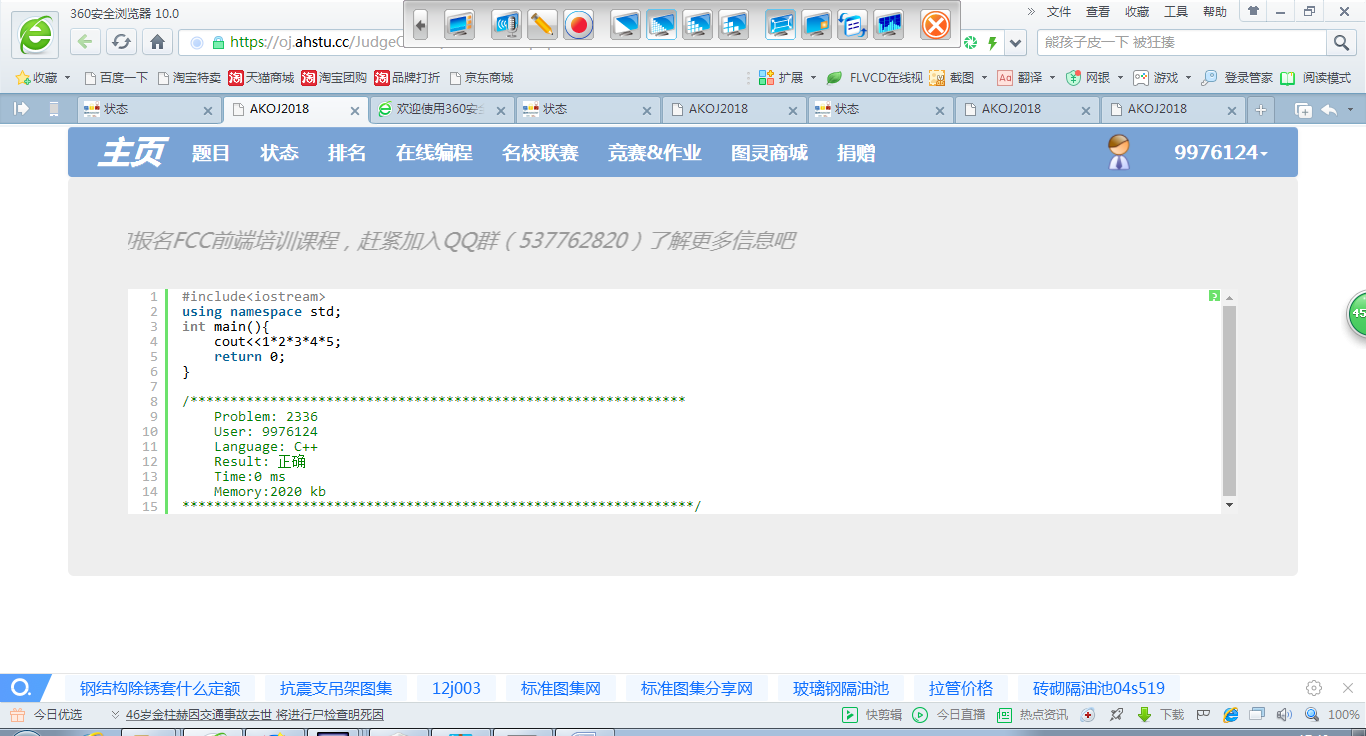 360安全浏览器 10.0
» 文件 查看 收藏 工具 帮助
https://oj.ahstu.cc/JudgeO
熊孩子皮一下 被狂揍
收藏 百度一下 淘宝特卖 天猫商城 淘宝团购 品牌打折 京东商城 扩展 FLVCD在线视 截图 翻译 网银 游戏 登录管家 阅读模式
状态 AKOJ2018 欢迎使用360安全 状态 AKOJ2018 状态 AKOJ2018 AKOJ2018
主页 题目 状态 排名 在线编程 名校联赛 竞赛&作业 图灵商城 捐赠 9976124
报名FCC前端培训课程，赶紧加入QQ群（537762820）了解更多信息吧
45
1 #include<iostream>
2 using namespace std;
3 int main(){
4 cout<<1*2*3*4*5;
5 return 0;
6 }
7
8 /**************************************************************
9 Problem: 2336
10 User: 9976124
11 Language: C++
12 Result: 正确
13 Time:0 ms
14 Memory:2020 kb
15 ****************************************************************/
钢结构除锈套什么定额 抗震支吊架图集 12j003 标准图集网 标准图集分享网 玻璃钢隔油池 拉管价格 砖砌隔油池04s519
今日优选 46岁金柱赫因交通事故去世 将进行尸检查明死因 快剪辑 今日直播 热点资讯 下载 100%